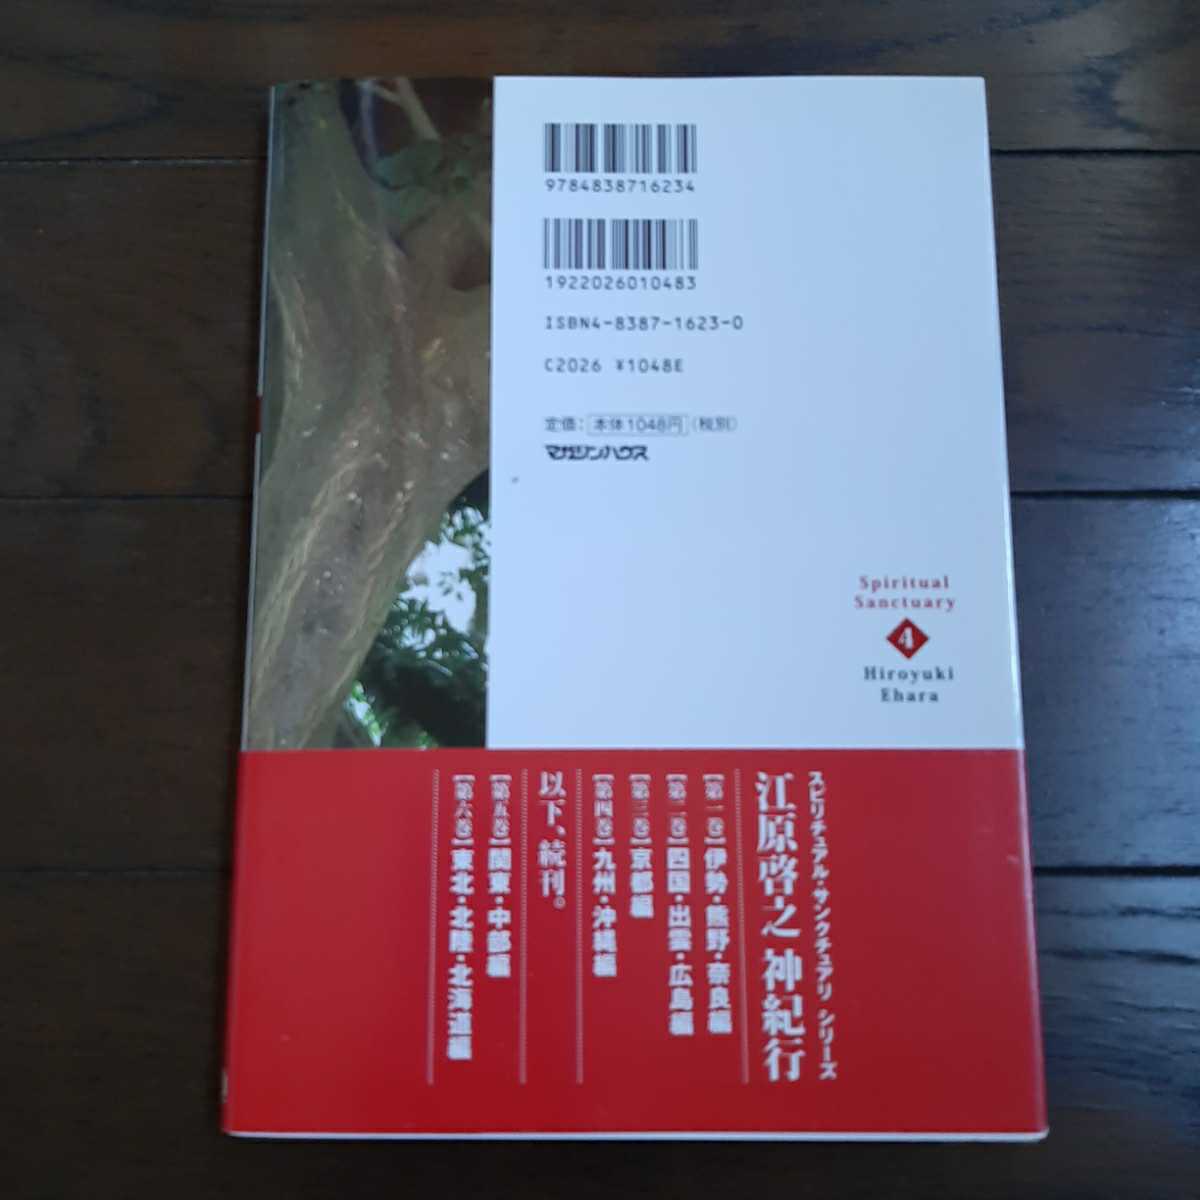 9784838716234
1922026010483
ISBN4-8387-1623-0
C2026 ¥1048E
定価：本体1048円（税別）
マガジンハウス
Spiritual
Sanctuary
4
Hiroyuki
Ehara
スピリチュアル・サンクチュアリ シリーズ
江原啓之 神紀行
【第一巻】伊勢・熊野・奈良編
【第二巻】四国・出雲・広島編
【第三巻】京都編
【第四巻】九州・沖縄編
以下、続刊。
【第五巻】関東・中部編
【第六巻】東北・北陸・北海道編